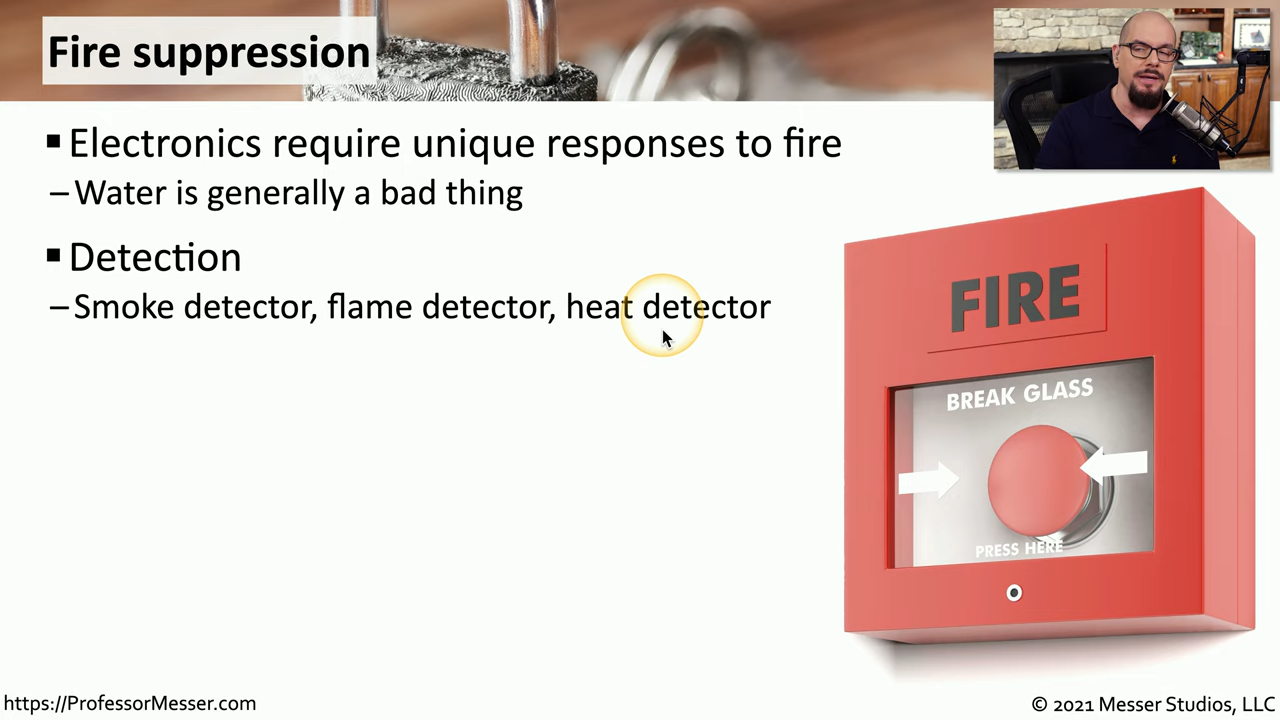 Fire suppression
▪ Electronics require unique responses to fire
– Water is generally a bad thing
▪ Detection
– Smoke detector, flame detector, heat detector
FIRE
BREAK GLASS
PRESS HERE
https://ProfessorMesser.com
© 2021 Messer Studios, LLC